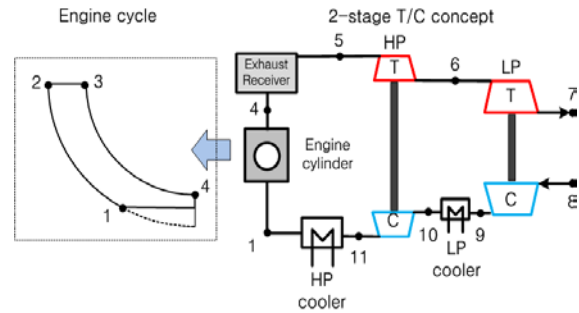 Engine cycle
2-stage T/C concept
2
3
4
1
Exhaust
Receiver
5
HP
T
6
LP
T
7
4
Engine
cylinder
C
10
9
C
8
1
11
HP
cooler
LP
cooler